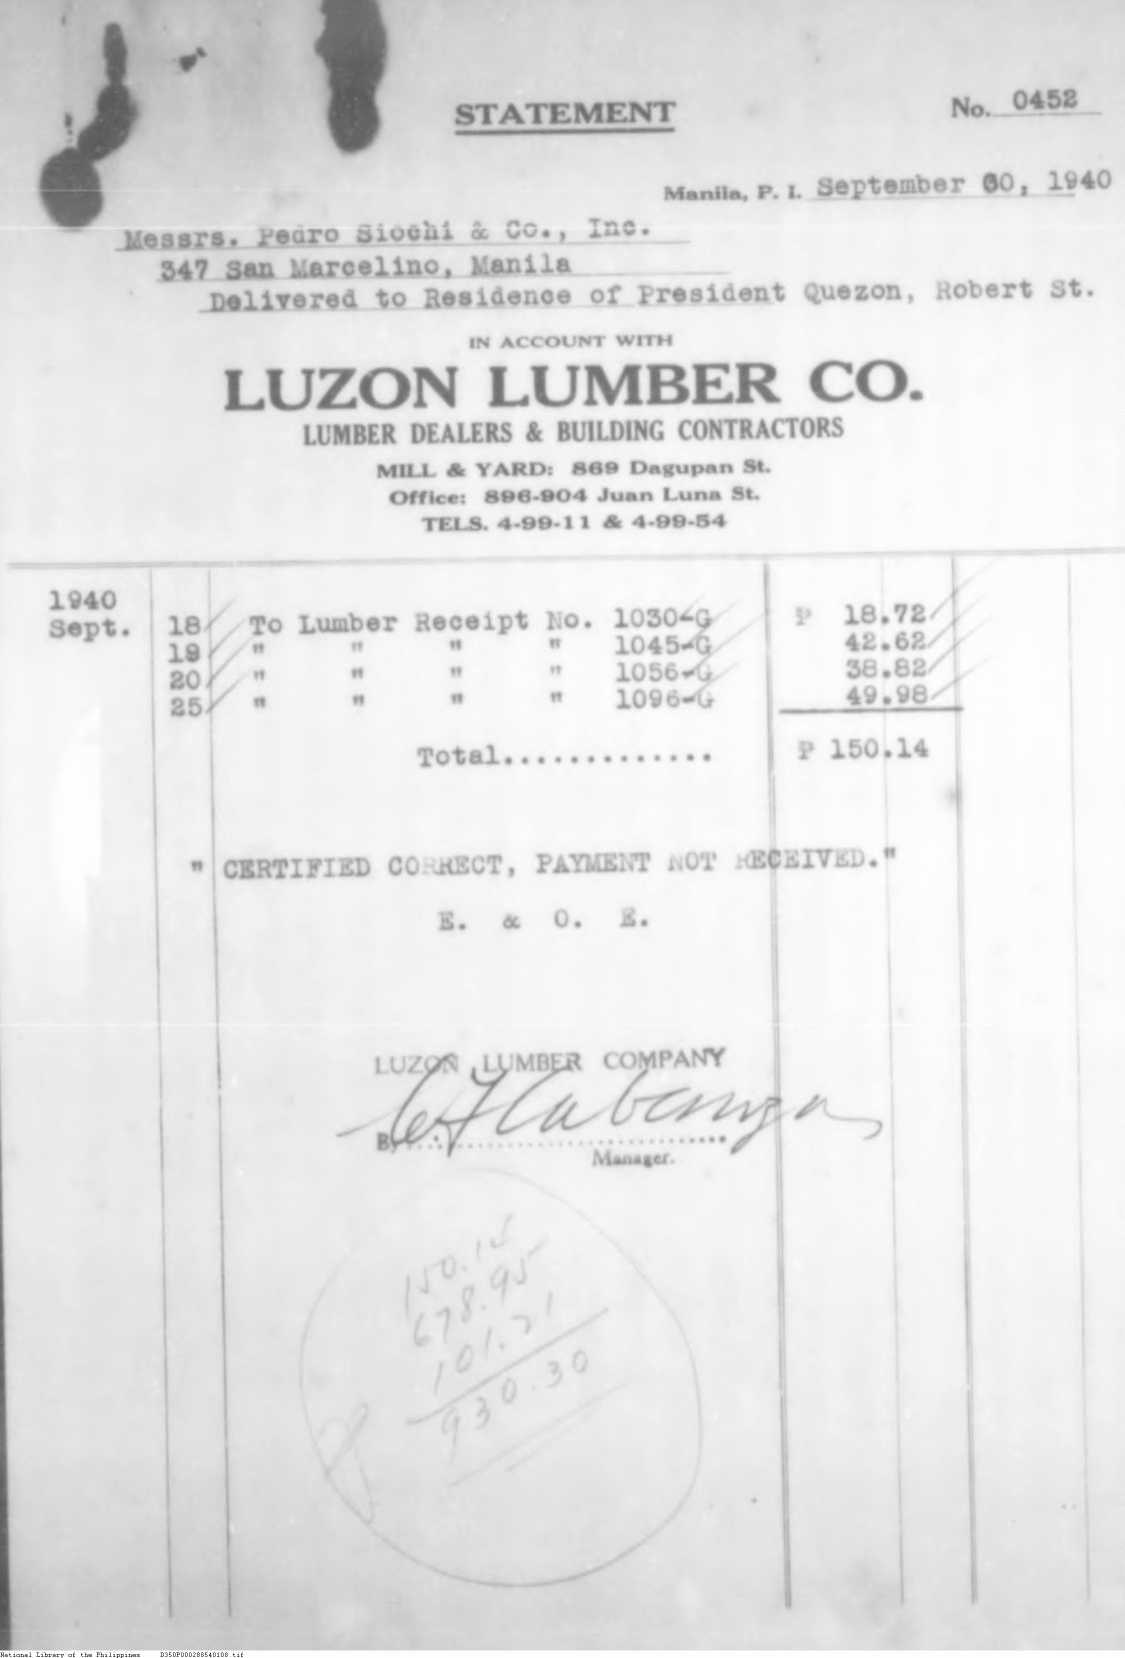 STATEMENT
No. 0452
Manila, P. I. September 30, 1940
Messrs. Pedro Siochi & Co., Inc.
347 San Marcelino, Manila
Delivered to Residence of President Quezon, Robert St.
IN ACCOUNT WITH
LUZON LUMBER CO.
LUMBER DEALERS & BUILDING CONTRACTORS
MILL & YARD: 869 Dagupan St.
Office: 896-904 Juan Luna St.
TELS. 4-99-11 & 4-99-54
1940
Sept. 18 To Lumber Receipt No. 1030-G ₱ 18.72
19 " " " " 1045-G 42.62
20 " " " " 1056-G 38.82
25 " " " " 1096-G 49.98
Total............. ₱ 150.14
" CERTIFIED CORRECT, PAYMENT NOT RECEIVED."
E. & O. E.
LUZON LUMBER COMPANY
By
Manager.
150.14
678.95
101.21
930.30
National Library of the Philippines D350P000288540108.tif